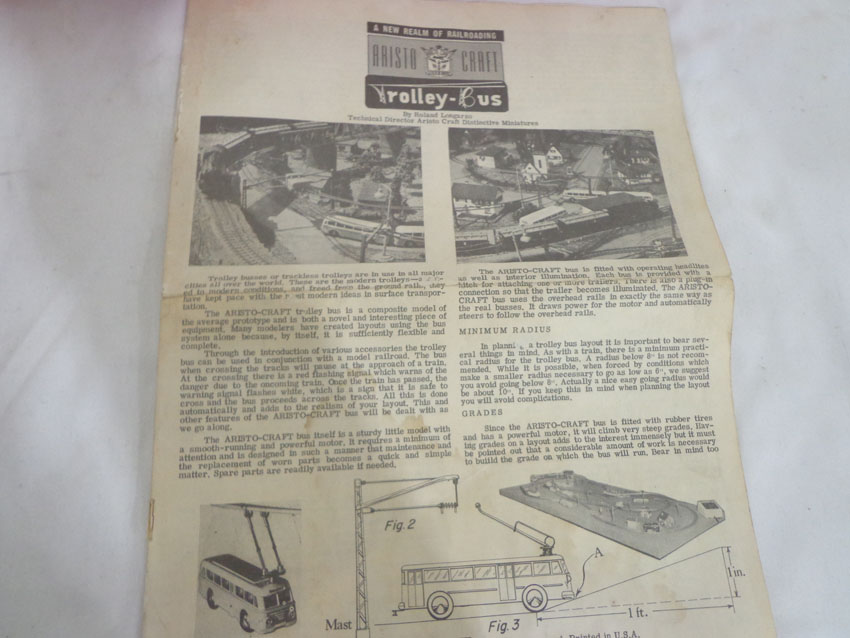 A NEW REALM OF RAILROADING
ARISTO CRAFT
Trolley-Bus
By Roland Longarzo
Technical Director Aristo Craft Distinctive Miniatures
Trolley busses or trackless trolleys are in use in all major
cities all over the world. These are the modern trolleys—
to modern conditions, and freed from the ground rail, they
have kept pace with the most modern ideas in surface transpor-
tation.
The ARISTO-CRAFT trolley bus is a composite model of
the average prototype and is both a novel and interesting piece of
equipment. Many modelers have created layouts using the bus
system alone because, by itself, it is sufficiently flexible and
complete.
Through the introduction of various accessories the trolley
bus can be used in conjunction with a model railroad. The bus
when crossing the tracks will pause at the approach of a train.
At the crossing there is a red flashing signal which warns of the
danger due to the oncoming train. Once the train has passed, the
warning signal flashes white, which is a sign that it is safe to
cross and the bus proceeds across the tracks. All this is done
automatically and adds to the realism of your layout. This and
other features of the ARISTO-CRAFT bus will be dealt with as
we go along.
The ARISTO-CRAFT bus itself is a sturdy little model with
a smooth-running and powerful motor. It requires a minimum of
attention and is designed in such a manner that maintenance and
the replacement of worn parts becomes a quick and simple
matter. Spare parts are readily available if needed.
The ARISTO-CRAFT bus is fitted with operating headlites
as well as interior illumination. Each bus is provided with a
hitch for attaching one or more trailers. There is also a plug-in
connection so that the trailer becomes illuminated. The ARISTO-
CRAFT bus uses the overhead rails in exactly the same way as
the real busses. It draws power for the motor and automatically
steers to follow the overhead rails.
MINIMUM RADIUS
In planning a trolley bus layout it is important to bear sev-
eral things in mind. As with a train, there is a minimum practi-
cal radius for the trolley bus. A radius below 8" is not recom-
mended. While it is possible, when forced by conditions which
make a smaller radius necessary to go as low as 6", we suggest
you avoid going below 8". Actually a nice easy going radius would
be about 10". If you keep this in mind when planning the layout
you will avoid complications.
GRADES
Since the ARISTO-CRAFT bus is fitted with rubber tires
and has a powerful motor, it will climb very steep grades. Hav-
ing grades on a layout adds to the interest immensely but it must
be pointed out that a considerable amount of work is necessary
to build the grade on which the bus will run. Bear in mind too
Fig.2
A
1 in.
1 ft.
Mast
Fig.3
Printed in U.S.A.